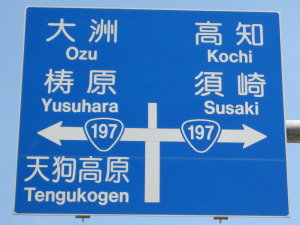 大洲 高知
Ozu Kochi
梼原 須崎
Yusuhara Susaki
197 197
天狗高原
Tengukogen